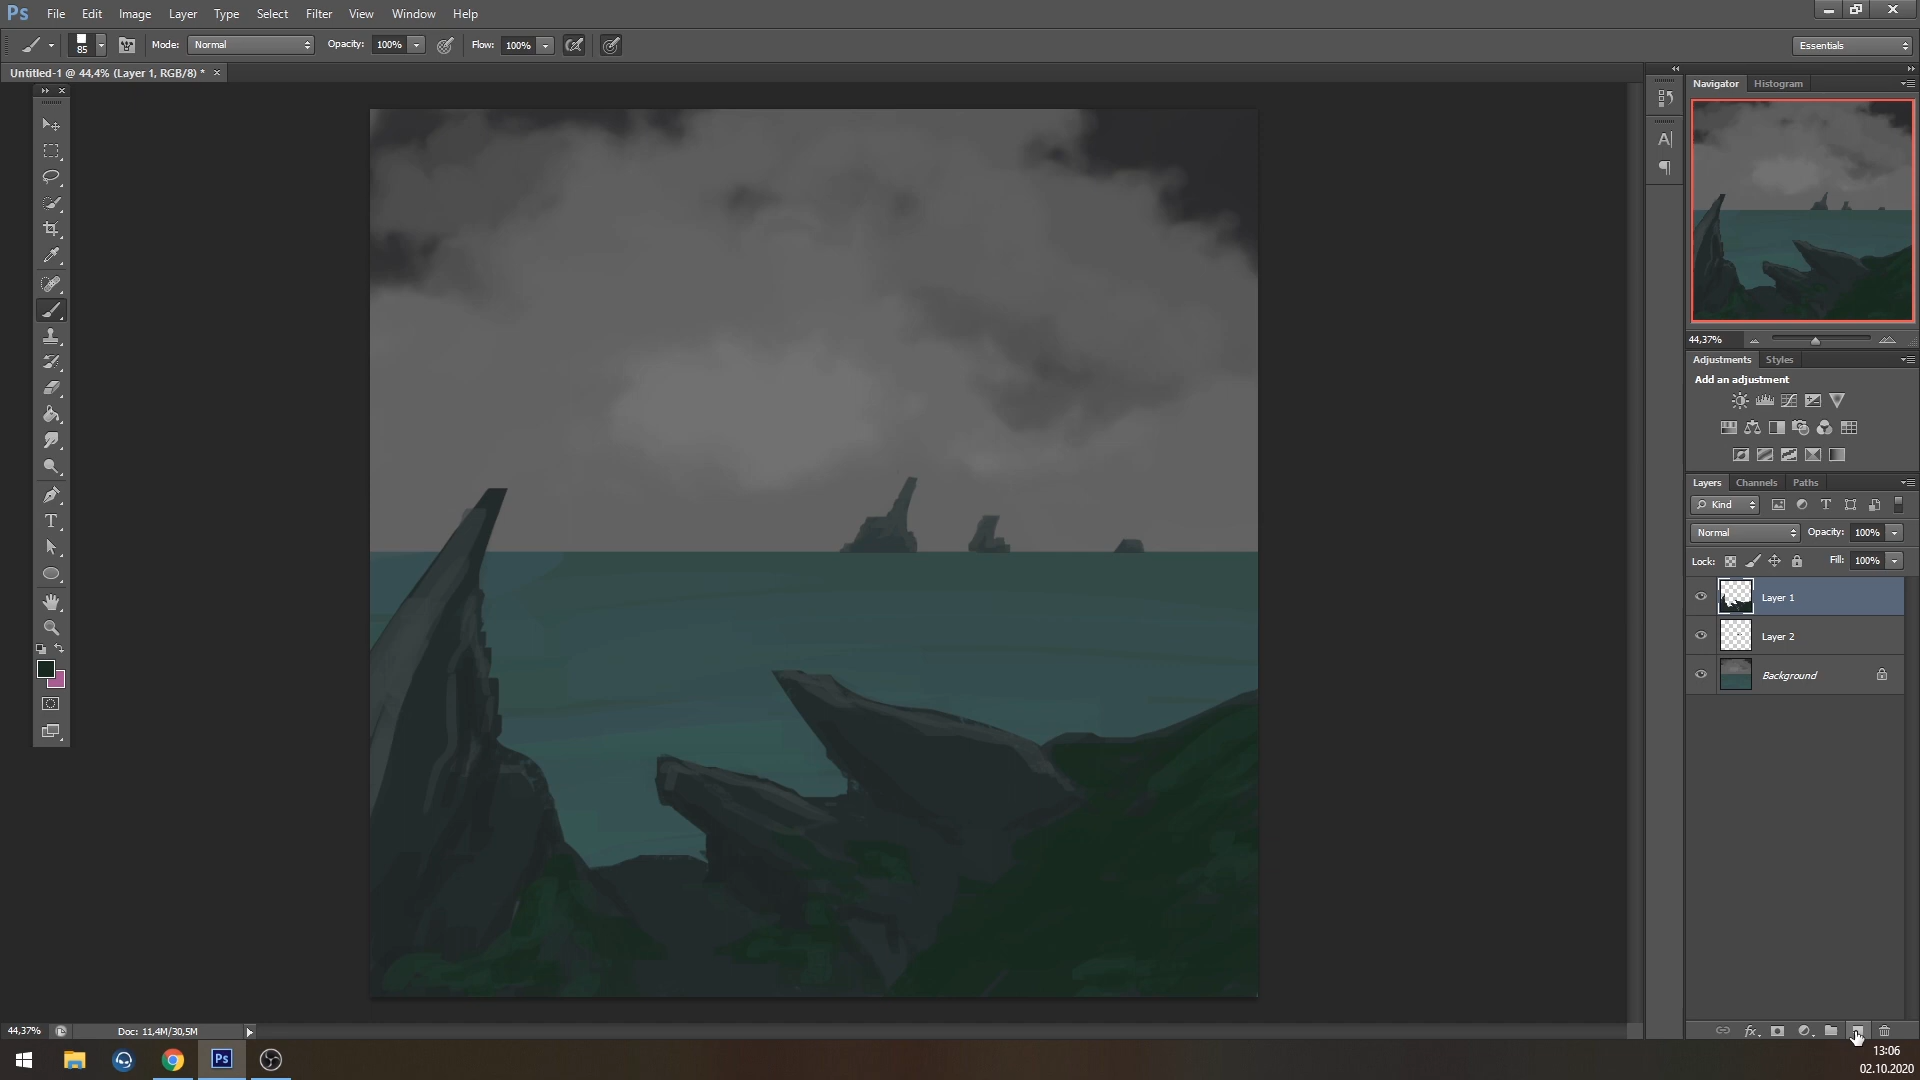 Ps File Edit Image Layer Type Select Filter View Window Help
85 Mode: Normal Opacity: 100% Flow: 100% Essentials
Untitled-1 @ 44,4% (Layer 1, RGB/8) * ×
Navigator Histogram
44,37%
Adjustments Styles
Add an adjustment
Layers Channels Paths
Kind
Normal Opacity: 100%
Lock: Fill: 100%
Layer 1
Layer 2
Background
fx
44,37% Doc: 11,4M/30,5M
Ps
13:06
02.10.2020